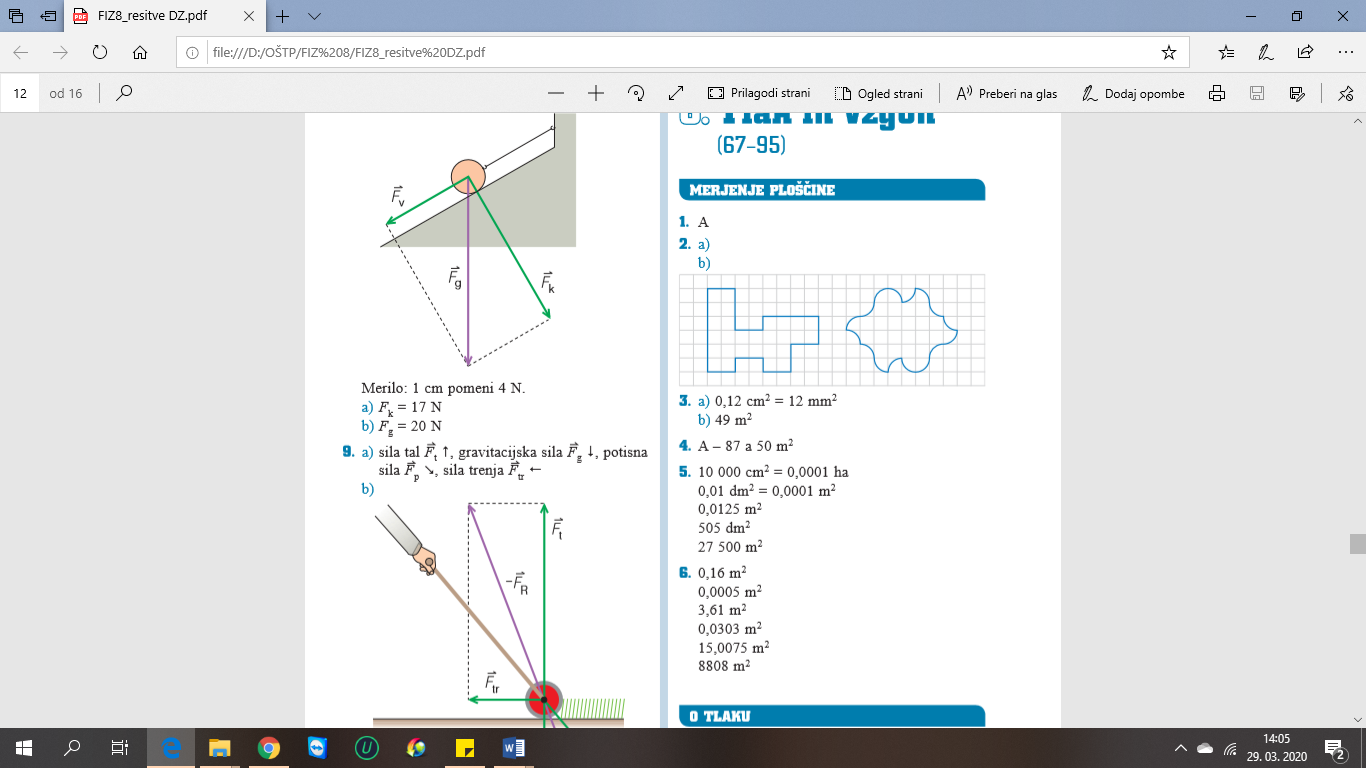 FIZ8_resitve DZ.pdf
file:///D:/OŠTP/FIZ%208/FIZ8_resitve%20DZ.pdf
12 od 16
Prilagodi strani
Ogled strani
Preberi na glas
Dodaj opombe
F⃗v
F⃗g
F⃗k
Merilo: 1 cm pomeni 4 N.
a) Fk = 17 N
b) Fg = 20 N
9. a) sila tal F⃗t ↑, gravitacijska sila F⃗g ↓, potisna
sila F⃗p ↘, sila trenja F⃗tr ←
b)
F⃗t
-F⃗R
F⃗tr
Tlak in vzgon
(67–95)
MERJENJE PLOŠČINE
1. A
2. a)
b)
3. a) 0,12 cm² = 12 mm²
b) 49 m²
4. A – 87 a 50 m²
5. 10 000 cm² = 0,0001 ha
0,01 dm² = 0,0001 m²
0,0125 m²
505 dm²
27 500 m²
6. 0,16 m²
0,0005 m²
3,61 m²
0,0303 m²
15,0075 m²
8808 m²
O TLAKU
14:05
29. 03. 2020
2